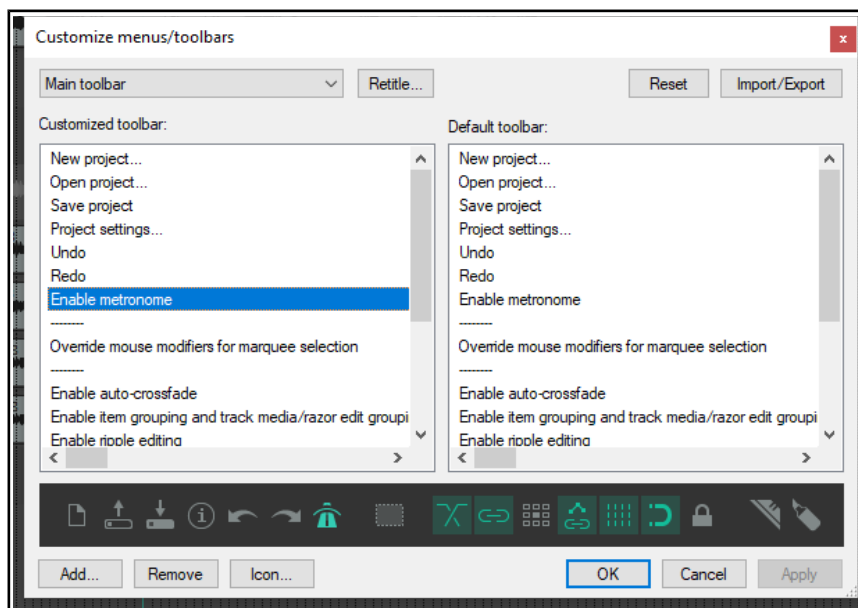 Customize menus/toolbars
x
Main toolbar
Retitle...
Reset
Import/Export
Customized toolbar:
Default toolbar:
New project...
Open project...
Save project
Project settings...
Undo
Redo
Enable metronome
--------
Override mouse modifiers for marquee selection
--------
Enable auto-crossfade
Enable item grouping and track media/razor edit groupi
Enable ripple editing
New project...
Open project...
Save project
Project settings...
Undo
Redo
Enable metronome
--------
Override mouse modifiers for marquee selection
--------
Enable auto-crossfade
Enable item grouping and track media/razor edit groupi
Enable ripple editing
Add...
Remove
Icon...
OK
Cancel
Apply